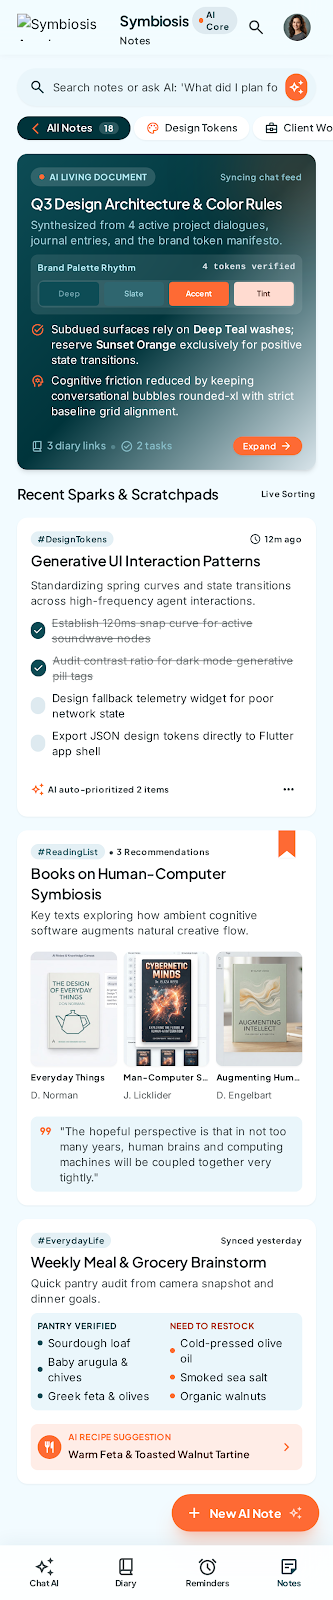 Symbiosis
Symbiosis
AI
Core
Notes
Search notes or ask AI: 'What did I plan fo
All Notes 18
Design Tokens
Client Wo
AI LIVING DOCUMENT
Syncing chat feed
Q3 Design Architecture & Color Rules
Synthesized from 4 active project dialogues,
journal entries, and the brand token manifesto.
Brand Palette Rhythm
4 tokens verified
Deep
Slate
Accent
Tint
Subdued surfaces rely on Deep Teal washes;
reserve Sunset Orange exclusively for positive
state transitions.
Cognitive friction reduced by keeping
conversational bubbles rounded-xl with strict
baseline grid alignment.
3 diary links • 2 tasks
Expand
Recent Sparks & Scratchpads
Live Sorting
#DesignTokens
12m ago
Generative UI Interaction Patterns
Standardizing spring curves and state transitions
across high-frequency agent interactions.
Establish 120ms snap curve for active
soundwave nodes
Audit contrast ratio for dark mode generative
pill tags
Design fallback telemetry widget for poor
network state
Export JSON design tokens directly to Flutter
app shell
AI auto-prioritized 2 items
#ReadingList
• 3 Recommendations
Books on Human-Computer
Symbiosis
Key texts exploring how ambient cognitive
software augments natural creative flow.
THE DESIGN
OF EVERYDAY
THINGS
CYBERNETIC
MINDS
AUGMENTING
INTELLECT
Everyday Things
Man-Computer S...
Augmenting Hum...
D. Norman
J. Licklider
D. Engelbart
"The hopeful perspective is that in not too
many years, human brains and computing
machines will be coupled together very
tightly."
#EverydayLife
Synced yesterday
Weekly Meal & Grocery Brainstorm
Quick pantry audit from camera snapshot and
dinner goals.
PANTRY VERIFIED
• Sourdough loaf
• Baby arugula &
chives
• Greek feta & olives
NEED TO RESTOCK
• Cold-pressed olive
oil
• Smoked sea salt
• Organic walnuts
AI RECIPE SUGGESTION
Warm Feta & Toasted Walnut Tartine
New AI Note
Chat AI
Diary
Reminders
Notes